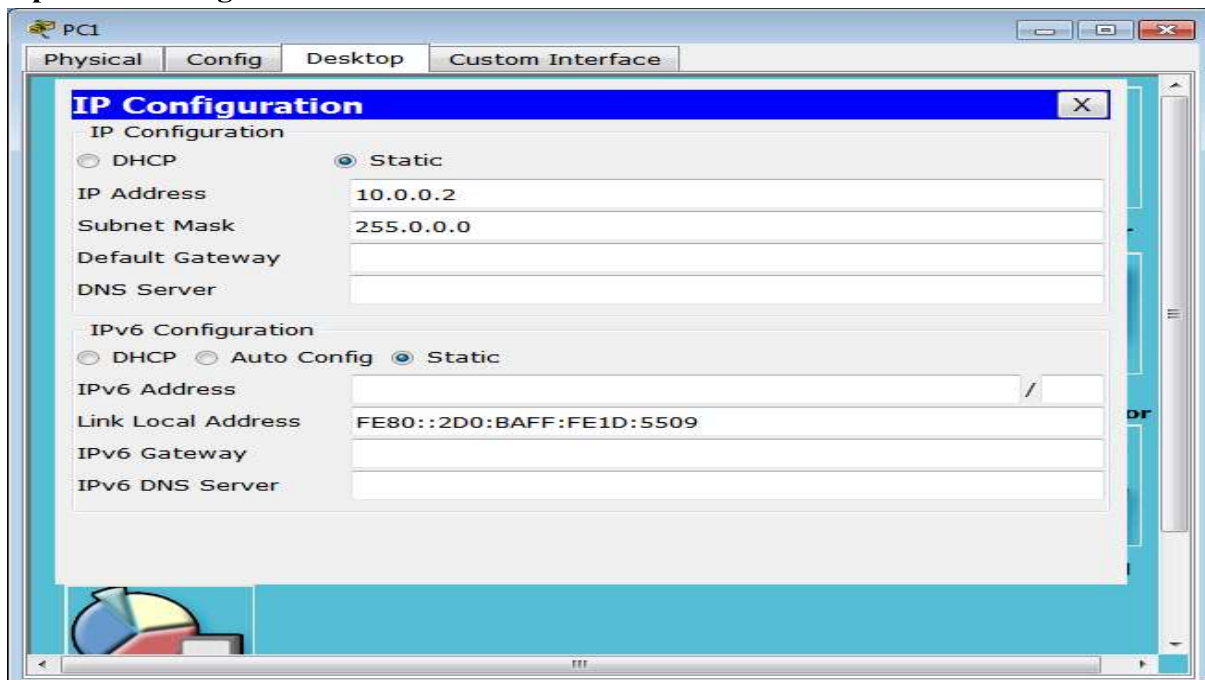 PC1
Physical Config Desktop Custom Interface
IP Configuration X
IP Configuration
DHCP Static
IP Address 10.0.0.2
Subnet Mask 255.0.0.0
Default Gateway
DNS Server
IPv6 Configuration
DHCP Auto Config Static
IPv6 Address /
Link Local Address FE80::2D0:BAFF:FE1D:5509
IPv6 Gateway
IPv6 DNS Server
or